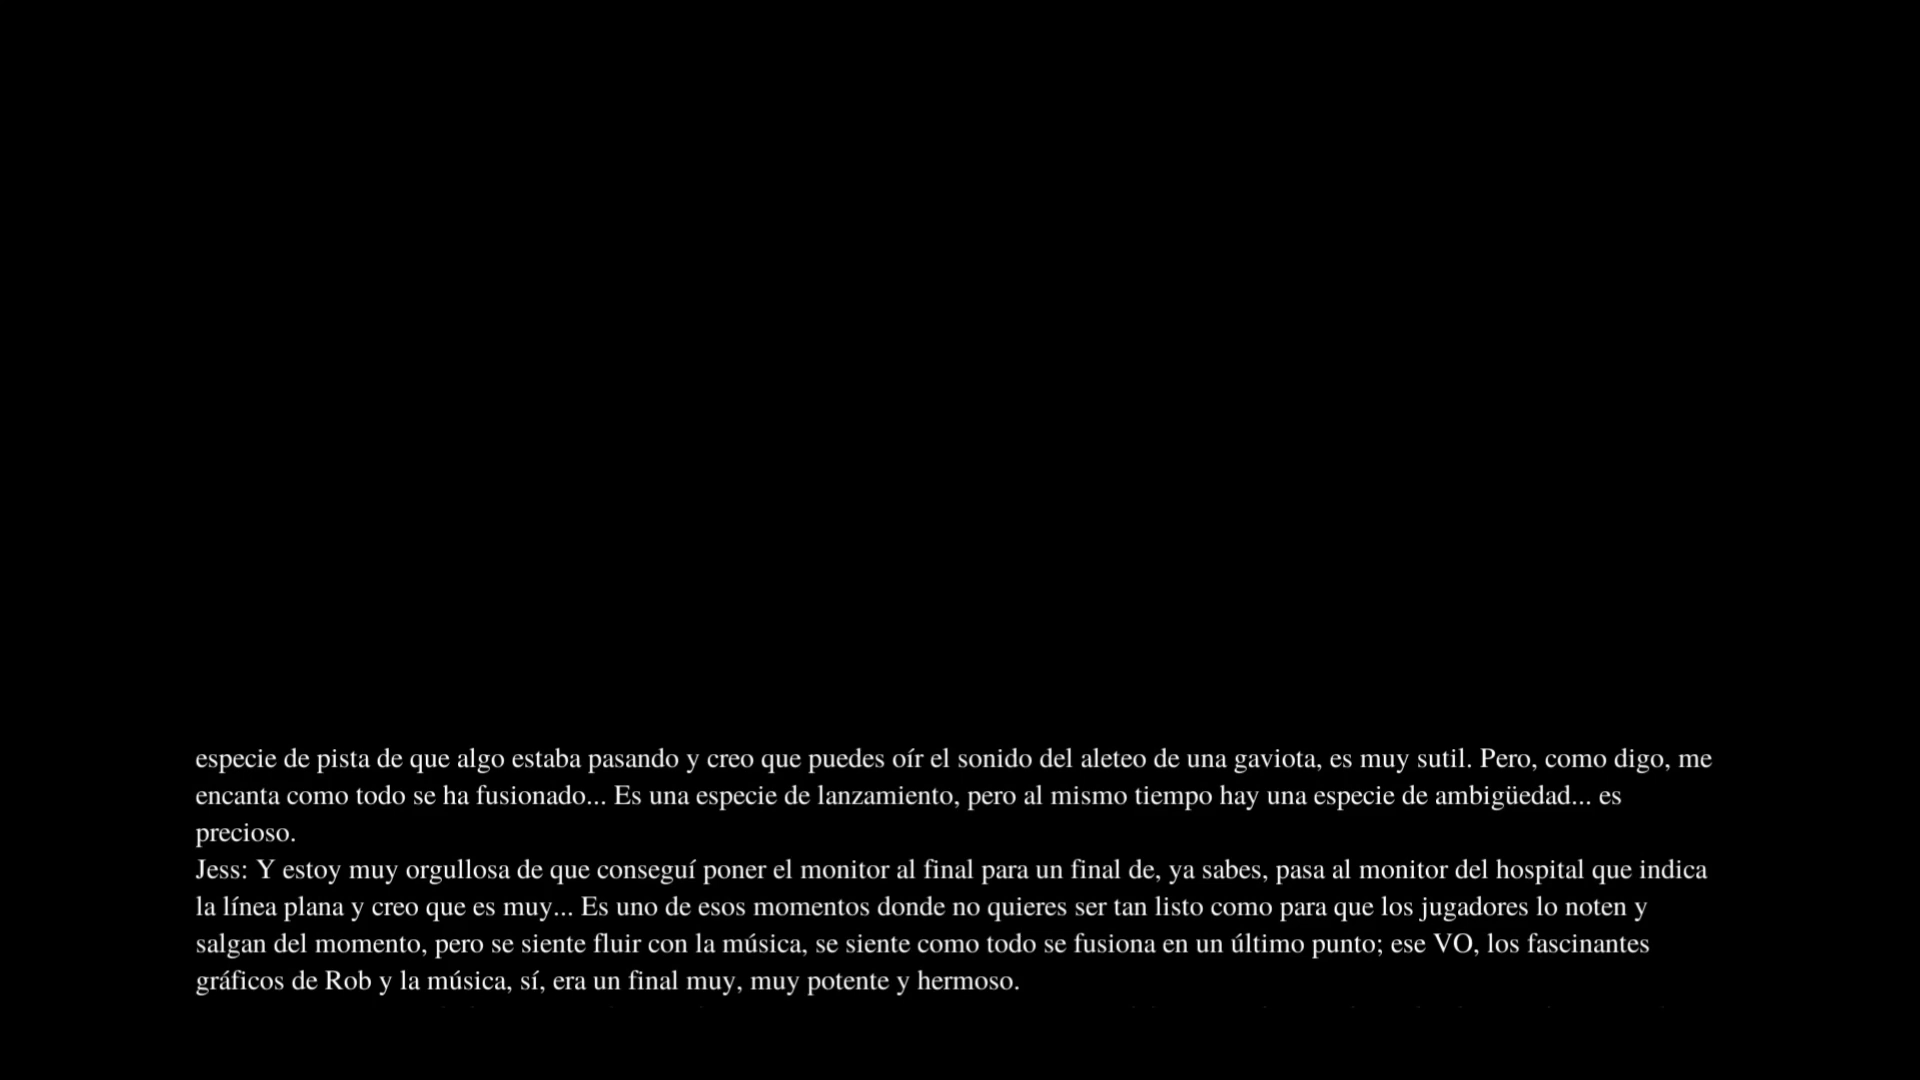 especie de pista de que algo estaba pasando y creo que puedes oír el sonido del aleteo de una gaviota, es muy sutil. Pero, como digo, me
encanta como todo se ha fusionado... Es una especie de lanzamiento, pero al mismo tiempo hay una especie de ambigüedad... es
precioso.
Jess: Y estoy muy orgullosa de que conseguí poner el monitor al final para un final de, ya sabes, pasa al monitor del hospital que indica
la línea plana y creo que es muy... Es uno de esos momentos donde no quieres ser tan listo como para que los jugadores lo noten y
salgan del momento, pero se siente fluir con la música, se siente como todo se fusiona en un último punto; ese VO, los fascinantes
gráficos de Rob y la música, sí, era un final muy, muy potente y hermoso.